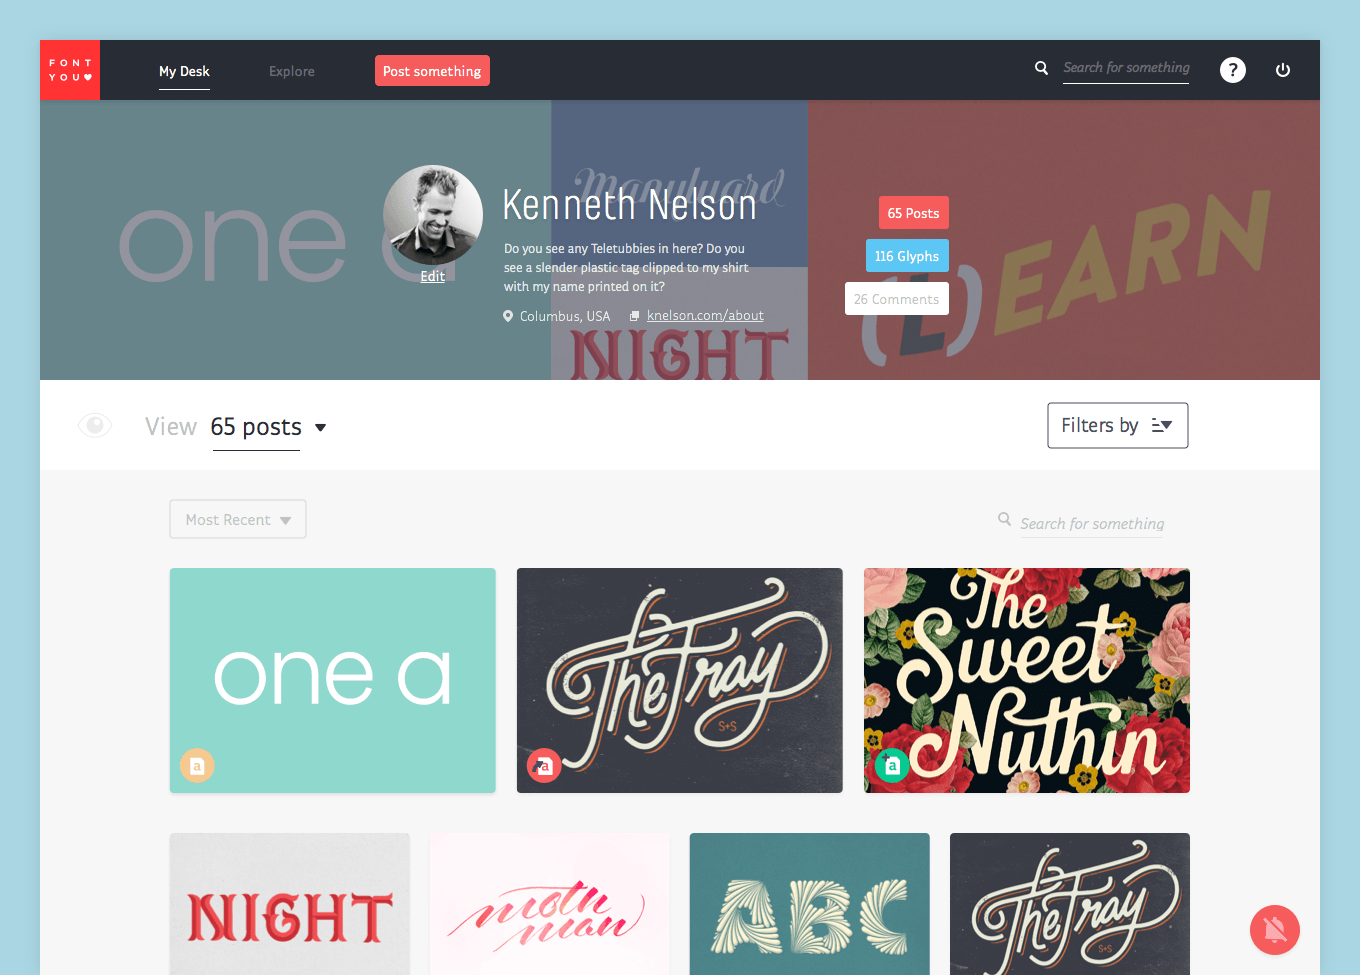 FONT
YOU
My Desk
Explore
Post something
Search for something
?
one a
Kenneth Nelson
Do you see any Teletubbies in here? Do you
see a slender plastic tag clipped to my shirt
with my name printed on it?
Edit
Columbus, USA
knelson.com/about
65 Posts
116 Glyphs
26 Comments
NIGHT
(L)EARN
View 65 posts
Filters by
Most Recent
Search for something
one a
a
The Fray
S+S
a
The
Sweet
Nuthin
a
NIGHT
moth
man
ABC
The Fray
S+S